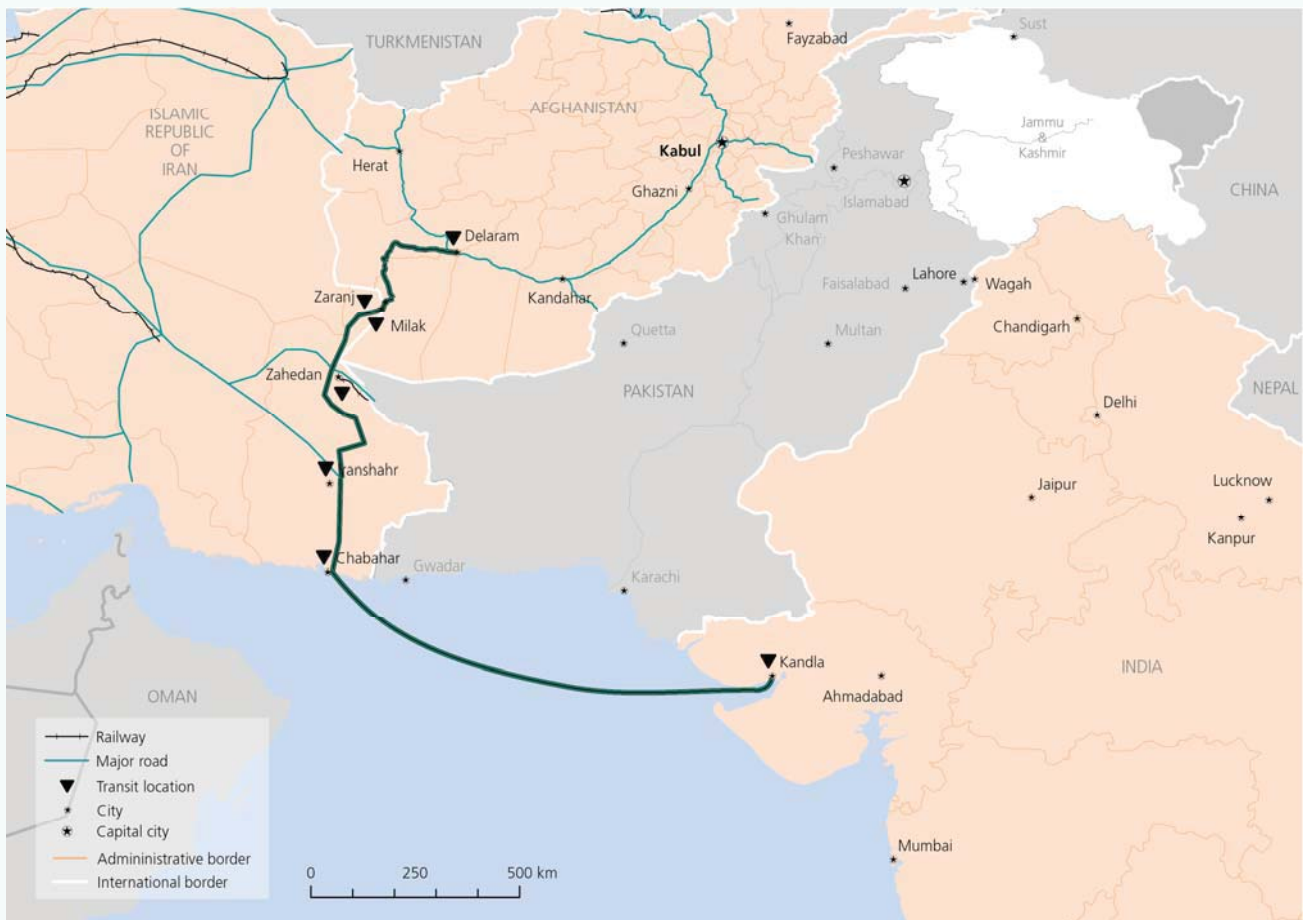 Fayzabad
Sust
TURKMENISTAN
AFGHANISTAN
ISLAMIC
REPUBLIC
OF
IRAN
Jammu
&
Kashmir
Kabul
Peshawar
Herat
Ghazni
Islamabad
CHINA
Ghulam
Khan
Delaram
Lahore
Wagah
Faisalabad
Zaranj
Kandahar
Milak
Chandigarh
Quetta
Multan
Zahedan
PAKISTAN
NEPAL
Delhi
Iranshahr
Jaipur
Lucknow
Kanpur
Chabahar
Gwadar
Karachi
Kandla
INDIA
Ahmadabad
OMAN
Railway
Major road
Transit location
City
Capital city
Admininistrative border
International border
0 250 500 km
Mumbai